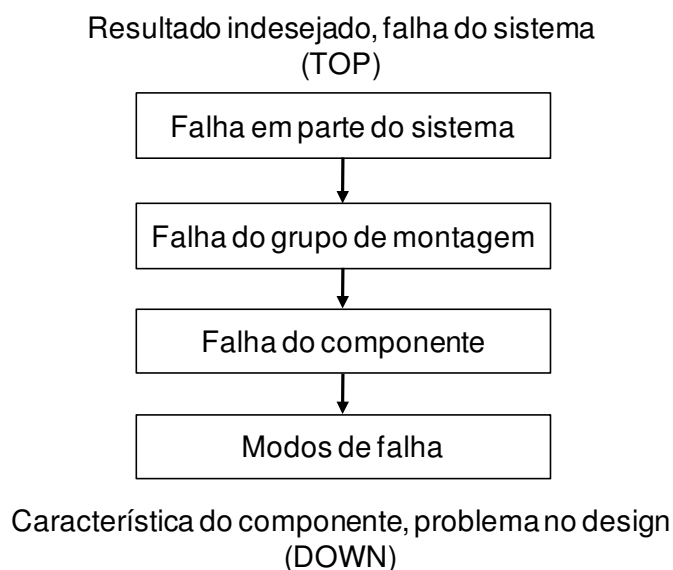 Resultado indesejado, falha do sistema
(TOP)
Falha em parte do sistema
Falha do grupo de montagem
Falha do componente
Modos de falha
Característica do componente, problema no design
(DOWN)